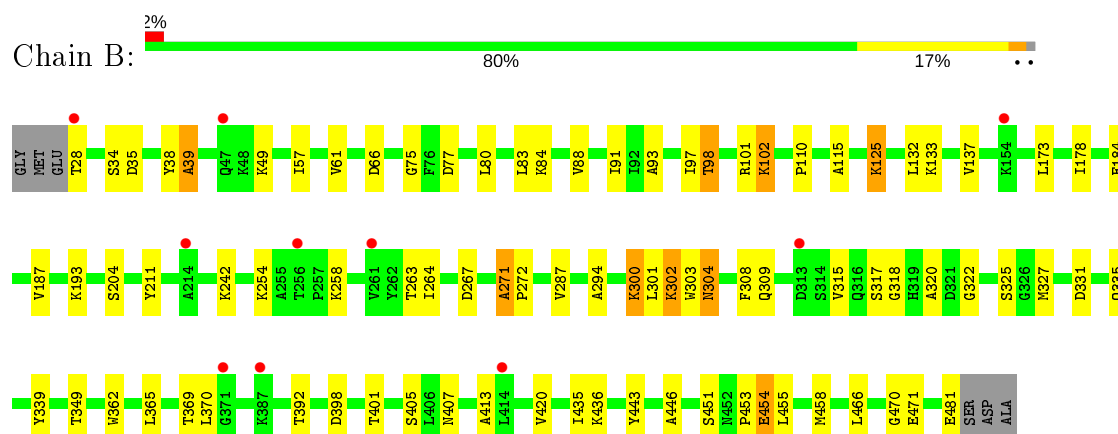 2%
Chain B:
80% 17% • •
GLY MET GLU T28 S34 D35 Y38 A39 Q47 K48 K49 I57 V61 D66 G75 F76 D77 L80 L83 K84 V88 I91 I92 A93 I97 T98 R101 K102 P110 A115 K125 L132 K133 V137 K154 L173 I178
V187 K193 S204 Y211 A214 K242 K254 A255 T256 P257 K258 V261 Y262 T263 I264 D267 A271 P272 V287 A294 K300 L301 K302 W303 N304 F308 Q309 D313 S314 V315 Q316 S317 G318 H319 A320 D321 G322 S325 G326 M327 D331
Y339 T349 W362 L365 T369 L370 G371 K387 T392 D398 T401 S405 L406 N407 A413 L414 V420 I435 K436 Y443 A446 S451 N452 P453 E454 L455 M458 L466 G470 E471 E481 SER ASP ALA